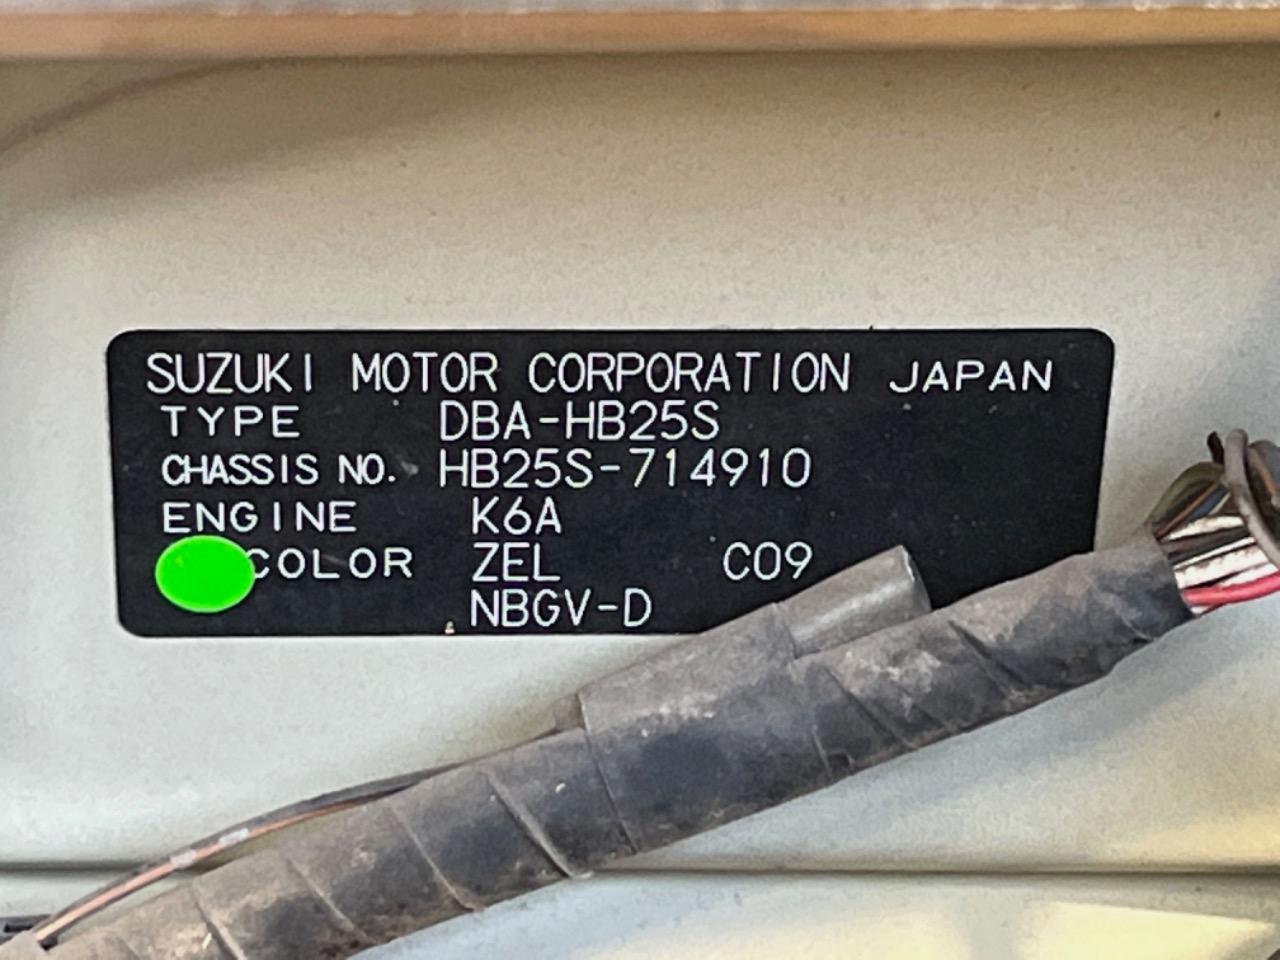 SUZUKI MOTOR CORPORATION JAPAN
TYPE DBA-HB25S
CHASSIS NO. HB25S-714910
ENGINE K6A
COLOR ZEL C09
NBGV-D